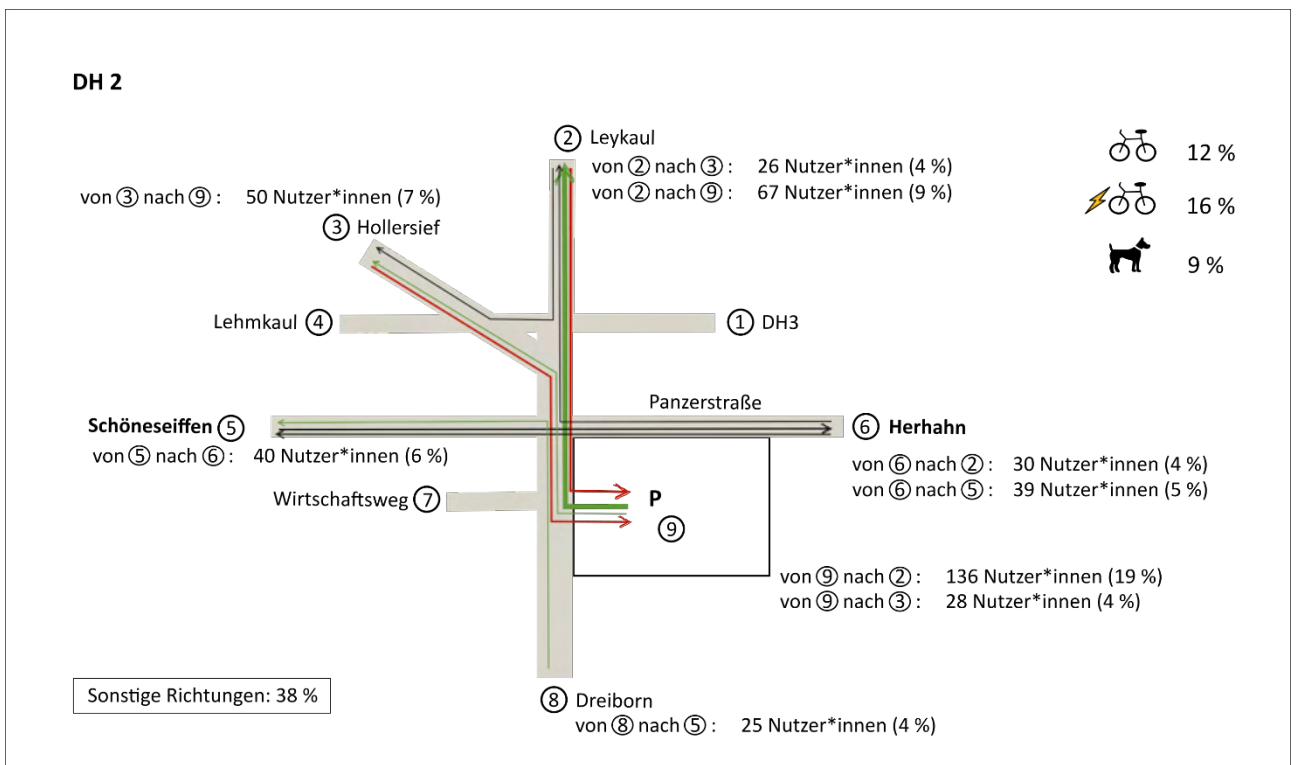 DH 2
② Leykaul
von ② nach ③ : 26 Nutzer*innen (4 %)
von ② nach ⑨ : 67 Nutzer*innen (9 %)
12 %
16 %
9 %
von ③ nach ⑨ : 50 Nutzer*innen (7 %)
③ Hollersief
Lehmkaul ④
① DH3
Panzerstraße
Schöneseiffen ⑤
von ⑤ nach ⑥ : 40 Nutzer*innen (6 %)
⑥ Herhahn
von ⑥ nach ② : 30 Nutzer*innen (4 %)
von ⑥ nach ⑤ : 39 Nutzer*innen (5 %)
Wirtschaftsweg ⑦
P
⑨
von ⑨ nach ② : 136 Nutzer*innen (19 %)
von ⑨ nach ③ : 28 Nutzer*innen (4 %)
Sonstige Richtungen: 38 %
⑧ Dreiborn
von ⑧ nach ⑤ : 25 Nutzer*innen (4 %)